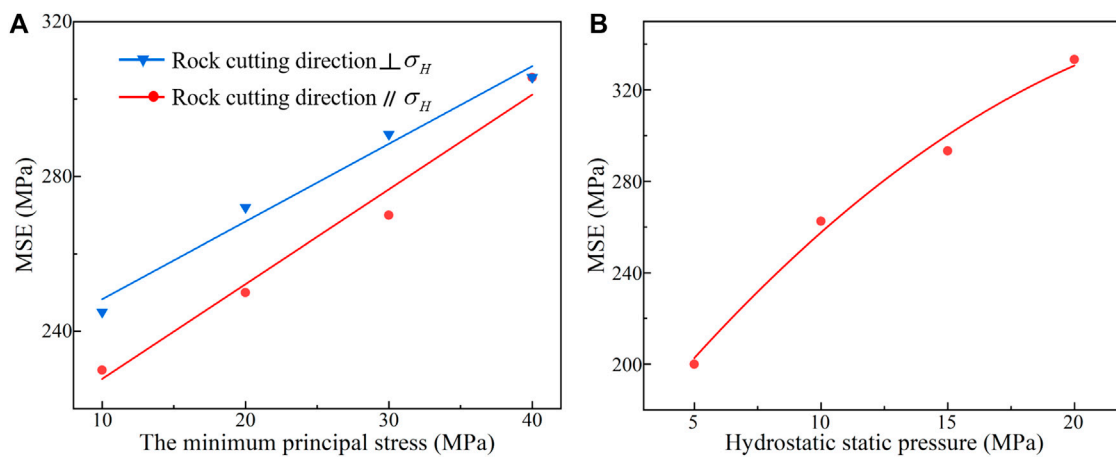 A
MSE (MPa)
320
280
240
Rock cutting direction ⊥ σH
Rock cutting direction // σH
10 20 30 40
The minimum principal stress (MPa)
B
MSE (MPa)
320
280
240
200
5 10 15 20
Hydrostatic static pressure (MPa)